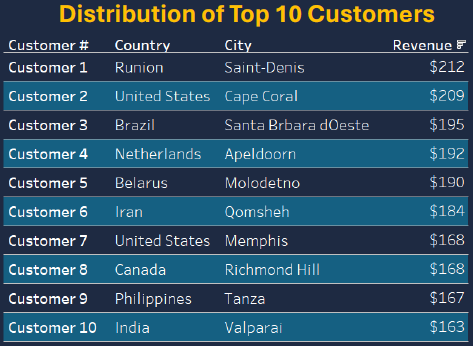 Distribution of Top 10 Customers
Customer # Country City Revenue
Customer 1 Runion Saint-Denis $212
Customer 2 United States Cape Coral $209
Customer 3 Brazil Santa Brbara dOeste $195
Customer 4 Netherlands Apeldoorn $192
Customer 5 Belarus Molodetno $190
Customer 6 Iran Qomsheh $184
Customer 7 United States Memphis $168
Customer 8 Canada Richmond Hill $168
Customer 9 Philippines Tanza $167
Customer 10 India Valparai $163